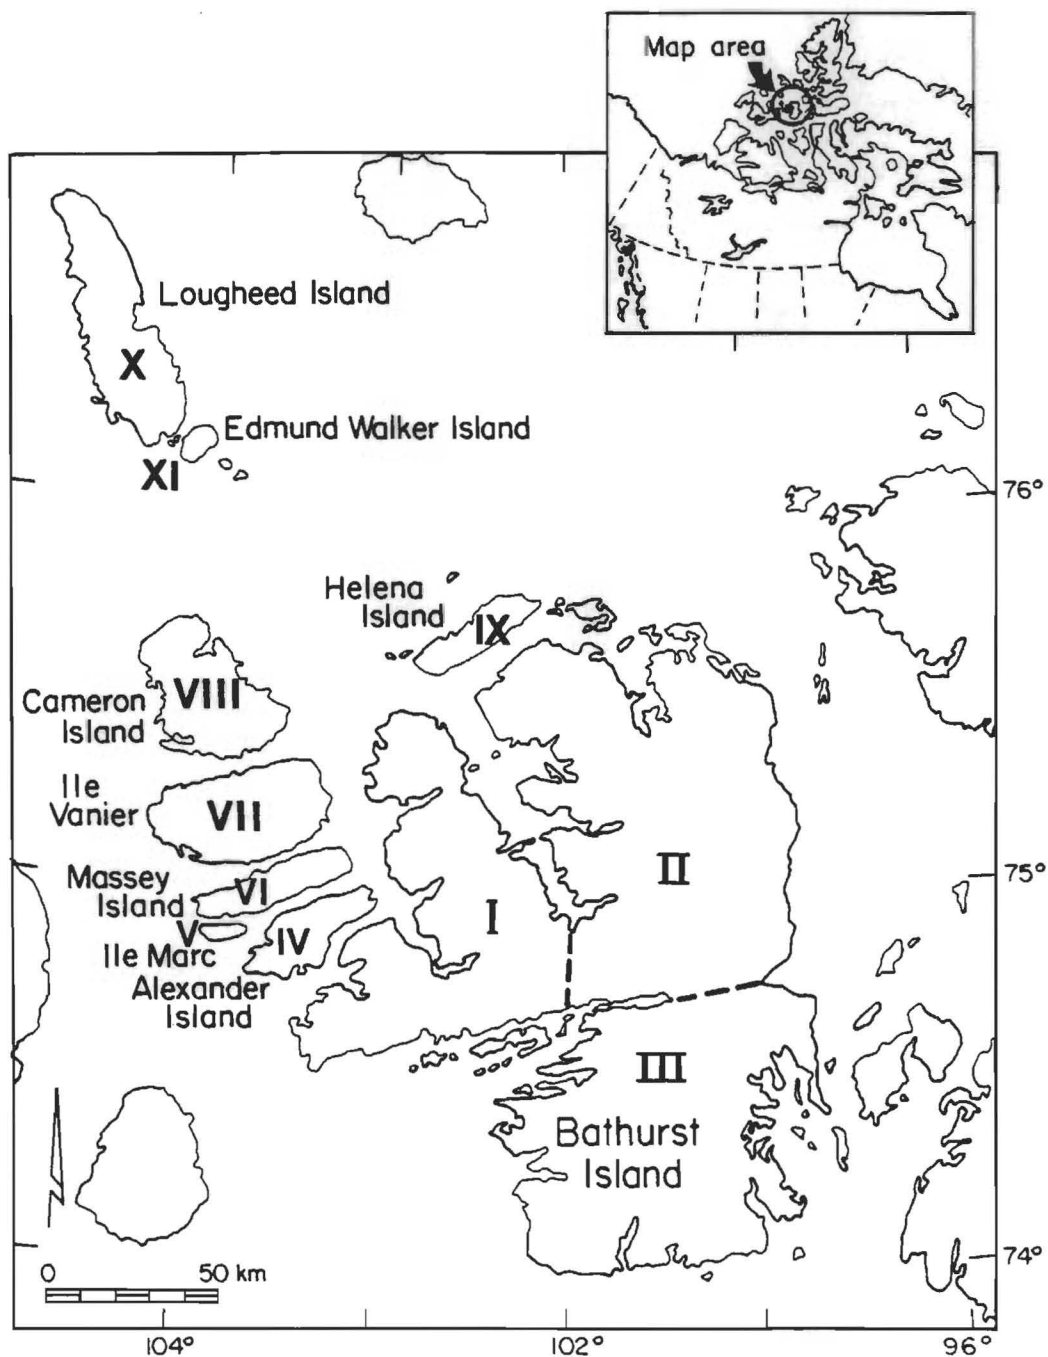 Map area
Lougheed Island
X
Edmund Walker Island
XI
76°
Helena
Island
IX
VIII
Cameron
Island
Ile
Vanier
VII
75°
II
Massey
Island
VI
I
V
IV
Ile Marc
Alexander
Island
III
Bathurst
Island
74°
0 50 km
104° 102° 96°